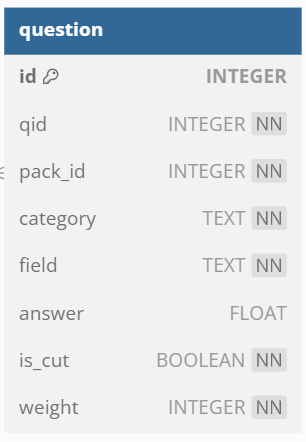 question
id INTEGER
qid INTEGER NN
pack_id INTEGER NN
category TEXT NN
field TEXT NN
answer FLOAT
is_cut BOOLEAN NN
weight INTEGER NN